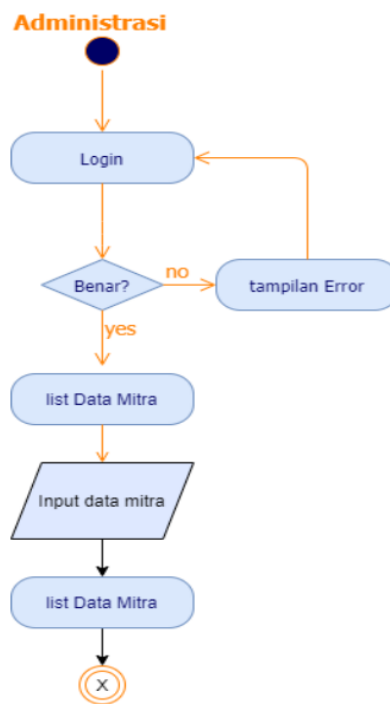 Administrasi
Login
Benar?
no
tampilan Error
yes
list Data Mitra
Input data mitra
list Data Mitra
X